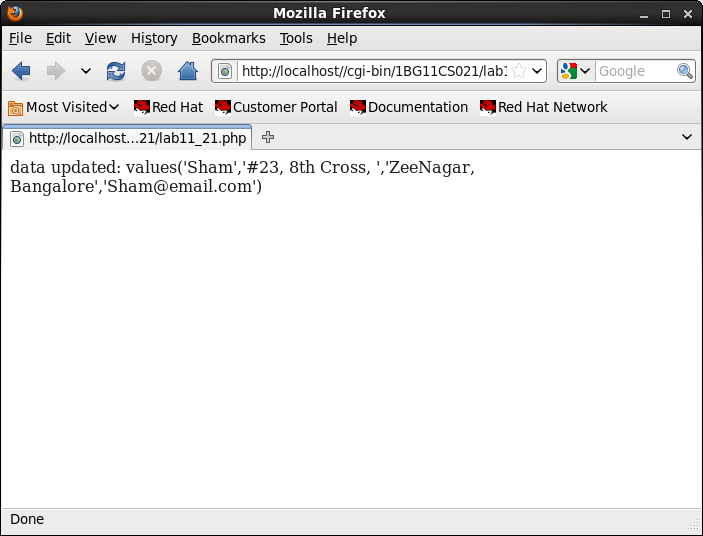 Mozilla Firefox
File Edit View History Bookmarks Tools Help
http://localhost//cgi-bin/1BG11CS021/lab1 Google
Most Visited Red Hat Customer Portal Documentation Red Hat Network
http://localhost...21/lab11_21.php
data updated: values('Sham','#23, 8th Cross, ','ZeeNagar,
Bangalore','Sham@email.com')
Done